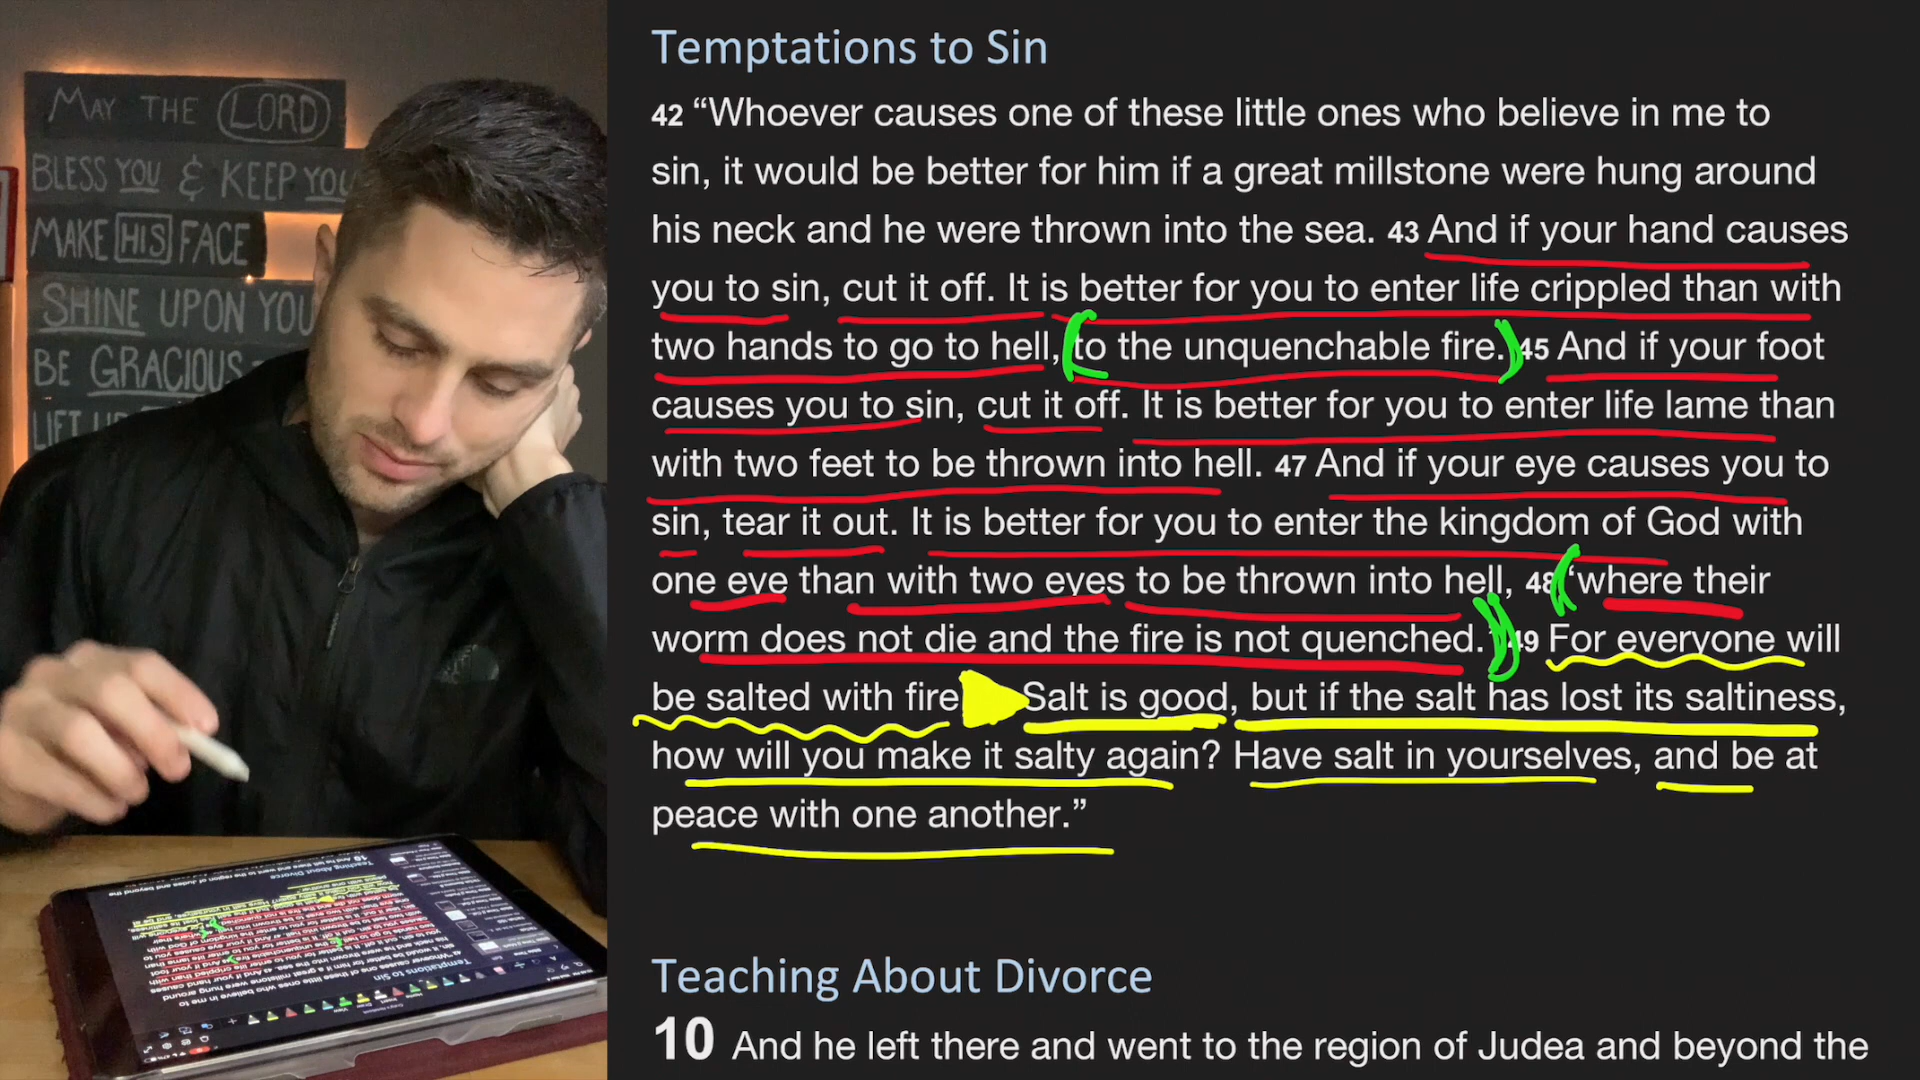 MAY THE LORD
BLESS YOU & KEEP YOU
MAKE HIS FACE
SHINE UPON YOU
BE GRACIOUS
Temptations to Sin
42 “Whoever causes one of these little ones who believe in me to
sin, it would be better for him if a great millstone were hung around
his neck and he were thrown into the sea. 43 And if your hand causes
you to sin, cut it off. It is better for you to enter life crippled than with
two hands to go to hell, to the unquenchable fire. 45 And if your foot
causes you to sin, cut it off. It is better for you to enter life lame than
with two feet to be thrown into hell. 47 And if your eye causes you to
sin, tear it out. It is better for you to enter the kingdom of God with
one eye than with two eyes to be thrown into hell, 48 ‘where their
worm does not die and the fire is not quenched.’ 49 For everyone will
be salted with fire Salt is good, but if the salt has lost its saltiness,
how will you make it salty again? Have salt in yourselves, and be at
peace with one another.”
Teaching About Divorce
10 And he left there and went to the region of Judea and beyond the